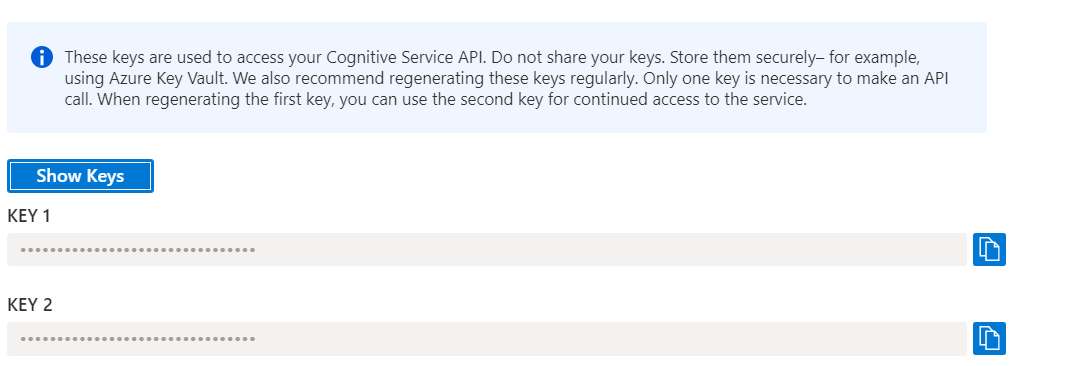 These keys are used to access your Cognitive Service API. Do not share your keys. Store them securely– for example,
using Azure Key Vault. We also recommend regenerating these keys regularly. Only one key is necessary to make an API
call. When regenerating the first key, you can use the second key for continued access to the service.
Show Keys
KEY 1
••••••••••••••••••••••••••••••••
KEY 2
••••••••••••••••••••••••••••••••